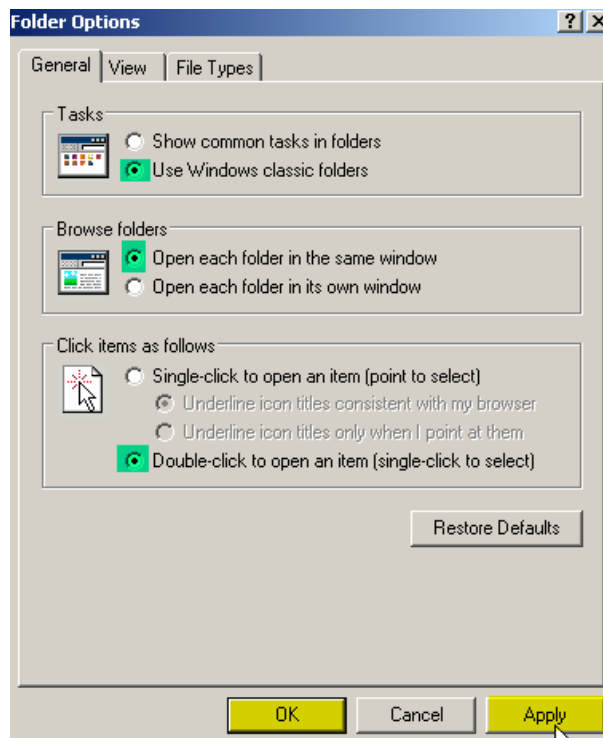 Folder Options
General View File Types
Tasks
Show common tasks in folders
Use Windows classic folders
Browse folders
Open each folder in the same window
Open each folder in its own window
Click items as follows
Single-click to open an item (point to select)
Underline icon titles consistent with my browser
Underline icon titles only when I point at them
Double-click to open an item (single-click to select)
Restore Defaults
OK Cancel Apply